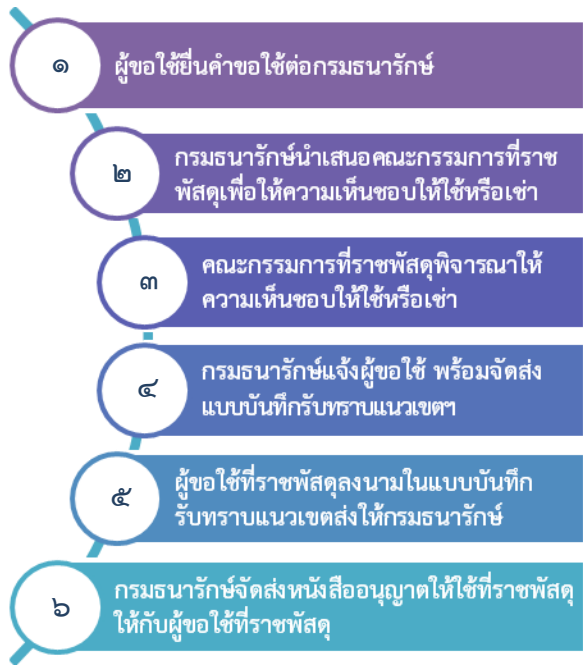 ๑
ผู้ขอใช้ยื่นคำขอใช้ต่อกรมธนารักษ์
๒
กรมธนารักษ์นำเสนอคณะกรรมการที่ราช
พัสดุเพื่อให้ความเห็นชอบให้ใช้หรือเช่า
๓
คณะกรรมการที่ราชพัสดุพิจารณาให้
ความเห็นชอบให้ใช้หรือเช่า
๔
กรมธนารักษ์แจ้งผู้ขอใช้ พร้อมจัดส่ง
แบบบันทึกรับทราบแนวเขตฯ
๕
ผู้ขอใช้ที่ราชพัสดุลงนามในแบบบันทึก
รับทราบแนวเขตส่งให้กรมธนารักษ์
๖
กรมธนารักษ์จัดส่งหนังสืออนุญาตให้ใช้ที่ราชพัสดุ
ให้กับผู้ขอใช้ที่ราชพัสดุ